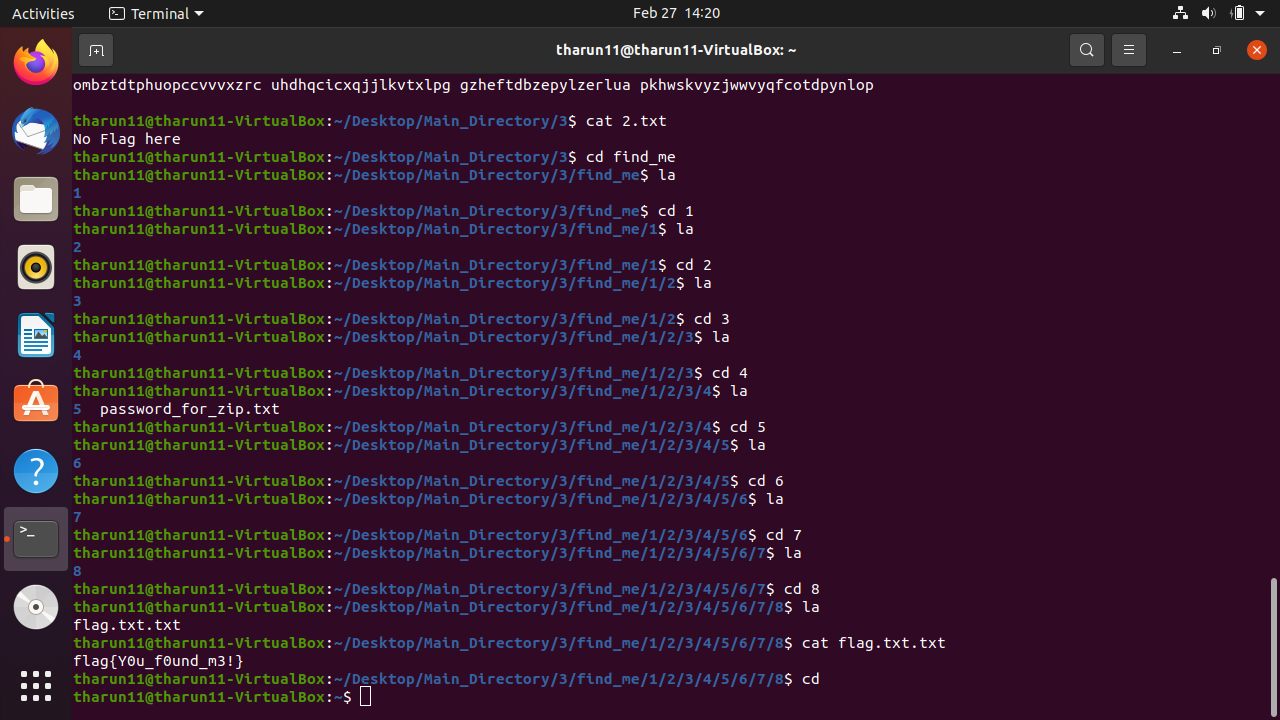 Activities Terminal Feb 27 14:20
tharun11@tharun11-VirtualBox: ~
ombztdtphuopccvvvxzrc uhdhqcicxqjjlkvtxlpg gzheftdbzepylzerlua pkhwskvyzjwwvyqfcotdpynlop
tharun11@tharun11-VirtualBox:~/Desktop/Main_Directory/3$ cat 2.txt
No Flag here
tharun11@tharun11-VirtualBox:~/Desktop/Main_Directory/3$ cd find_me
tharun11@tharun11-VirtualBox:~/Desktop/Main_Directory/3/find_me$ la
1
tharun11@tharun11-VirtualBox:~/Desktop/Main_Directory/3/find_me$ cd 1
tharun11@tharun11-VirtualBox:~/Desktop/Main_Directory/3/find_me/1$ la
2
tharun11@tharun11-VirtualBox:~/Desktop/Main_Directory/3/find_me/1$ cd 2
tharun11@tharun11-VirtualBox:~/Desktop/Main_Directory/3/find_me/1/2$ la
3
tharun11@tharun11-VirtualBox:~/Desktop/Main_Directory/3/find_me/1/2$ cd 3
tharun11@tharun11-VirtualBox:~/Desktop/Main_Directory/3/find_me/1/2/3$ la
4
tharun11@tharun11-VirtualBox:~/Desktop/Main_Directory/3/find_me/1/2/3$ cd 4
tharun11@tharun11-VirtualBox:~/Desktop/Main_Directory/3/find_me/1/2/3/4$ la
5  password_for_zip.txt
tharun11@tharun11-VirtualBox:~/Desktop/Main_Directory/3/find_me/1/2/3/4$ cd 5
tharun11@tharun11-VirtualBox:~/Desktop/Main_Directory/3/find_me/1/2/3/4/5$ la
6
tharun11@tharun11-VirtualBox:~/Desktop/Main_Directory/3/find_me/1/2/3/4/5$ cd 6
tharun11@tharun11-VirtualBox:~/Desktop/Main_Directory/3/find_me/1/2/3/4/5/6$ la
7
tharun11@tharun11-VirtualBox:~/Desktop/Main_Directory/3/find_me/1/2/3/4/5/6$ cd 7
tharun11@tharun11-VirtualBox:~/Desktop/Main_Directory/3/find_me/1/2/3/4/5/6/7$ la
8
tharun11@tharun11-VirtualBox:~/Desktop/Main_Directory/3/find_me/1/2/3/4/5/6/7$ cd 8
tharun11@tharun11-VirtualBox:~/Desktop/Main_Directory/3/find_me/1/2/3/4/5/6/7/8$ la
flag.txt.txt
tharun11@tharun11-VirtualBox:~/Desktop/Main_Directory/3/find_me/1/2/3/4/5/6/7/8$ cat flag.txt.txt
flag{Y0u_f0und_m3!}
tharun11@tharun11-VirtualBox:~/Desktop/Main_Directory/3/find_me/1/2/3/4/5/6/7/8$ cd
tharun11@tharun11-VirtualBox:~$